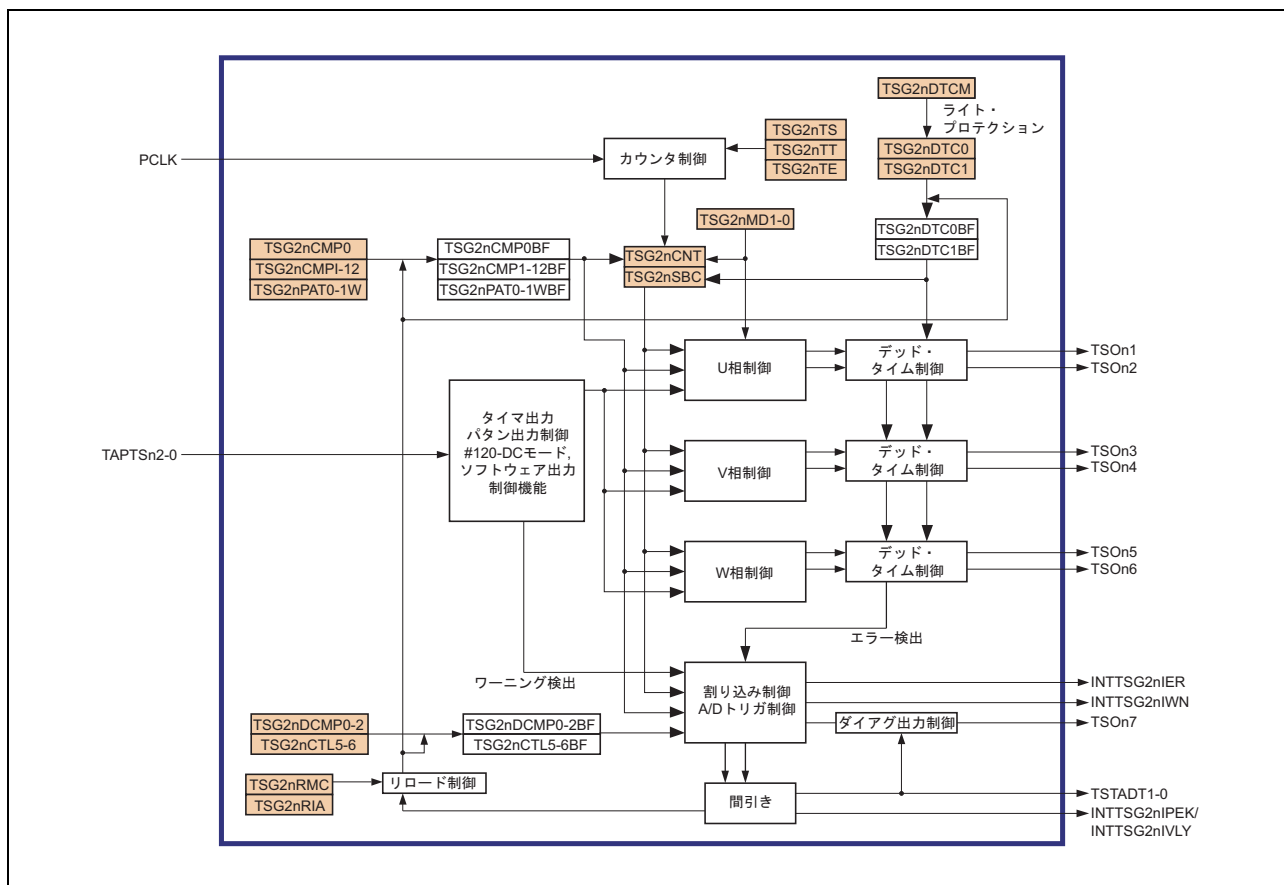 TSG2nDTCM
ライト・
プロテクション
TSG2nTS
TSG2nTT
TSG2nTE
TSG2nDTC0
TSG2nDTC1
PCLK
カウンタ制御
TSG2nMD1-0
TSG2nDTC0BF
TSG2nDTC1BF
TSG2nCMP0
TSG2nCMPI-12
TSG2nPAT0-1W
TSG2nCMP0BF
TSG2nCMP1-12BF
TSG2nPAT0-1WBF
TSG2nCNT
TSG2nSBC
U相制御
デッド・
タイム制御
TSOn1
TSOn2
TAPTSn2-0
タイマ出力
パタン出力制御
#120-DCモード,
ソフトウェア出力
制御機能
V相制御
デッド・
タイム制御
TSOn3
TSOn4
W相制御
デッド・
タイム制御
TSOn5
TSOn6
エラー検出
ワーニング検出
割り込み制御
A/Dトリガ制御
INTTSG2nIER
INTTSG2nIWN
TSOn7
ダイアグ出力制御
TSG2nDCMP0-2
TSG2nCTL5-6
TSG2nDCMP0-2BF
TSG2nCTL5-6BF
TSG2nRMC
TSG2nRIA
リロード制御
間引き
TSTADT1-0
INTTSG2nIPEK/
INTTSG2nIVLY